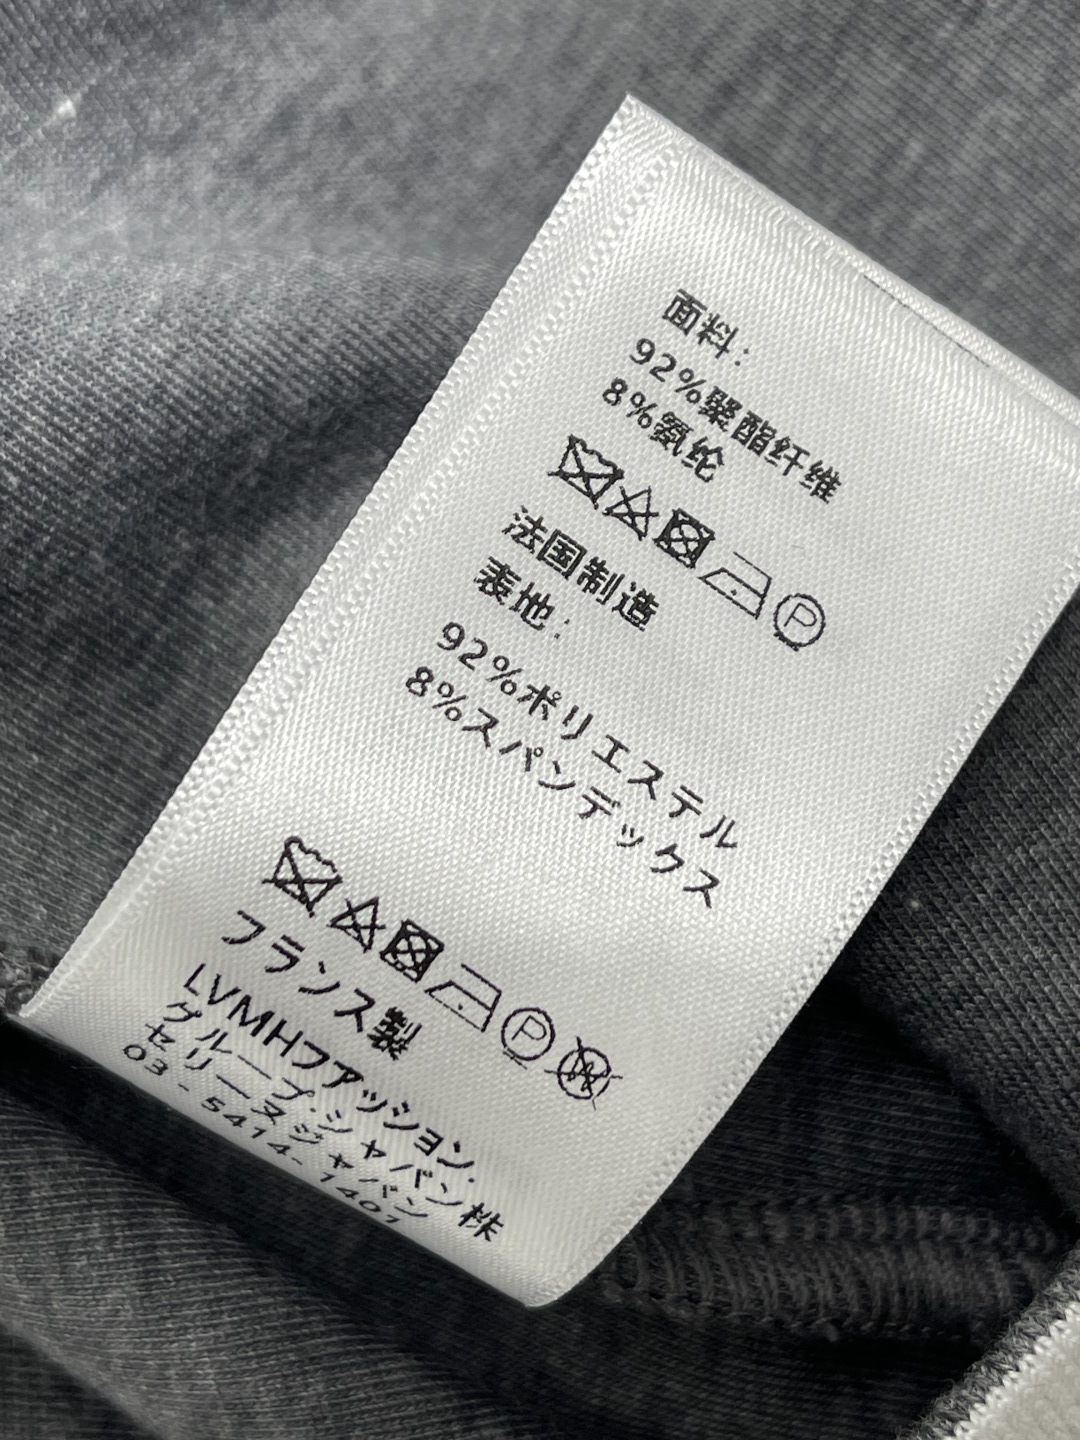 面料：
92%聚酯纤维
8%氨纶
P
法国制造
表地：
92%ポリエステル
8%スパンデックス
P W
フランス製
LVMHファッション.
グループ.ジャパン株
セリーヌジャパン
03-5414-1401